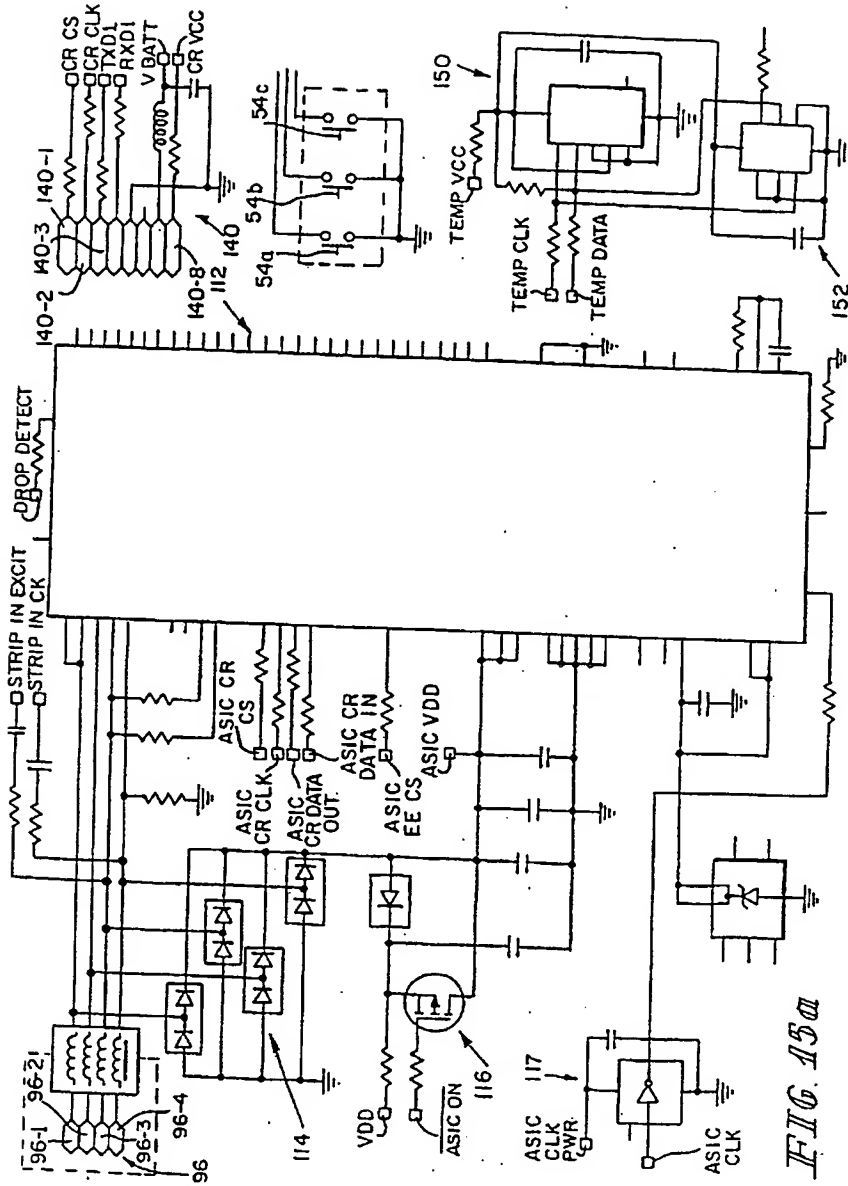 STRIP IN EXCIT
STRIP IN CK
DROP DETECT
140-1
140-3
140-2
140-8
112
140
CR CS
CR CLK
TXD1
RXD1
V BATT
CR VCC
54a
54b
54c
96-21
96-1
96-3
96-4
96
114
ASIC CR
CS
ASIC
CR CLK
ASIC
CR DATA
OUT
ASIC CR
DATA IN
ASIC
EE CS
ASIC VDD
TEMP VCC
TEMP CLK
TEMP DATA
150
152
VDD
ASIC ON
116
117
ASIC
CLK
PWR
ASIC
CLK
FIG. 15a